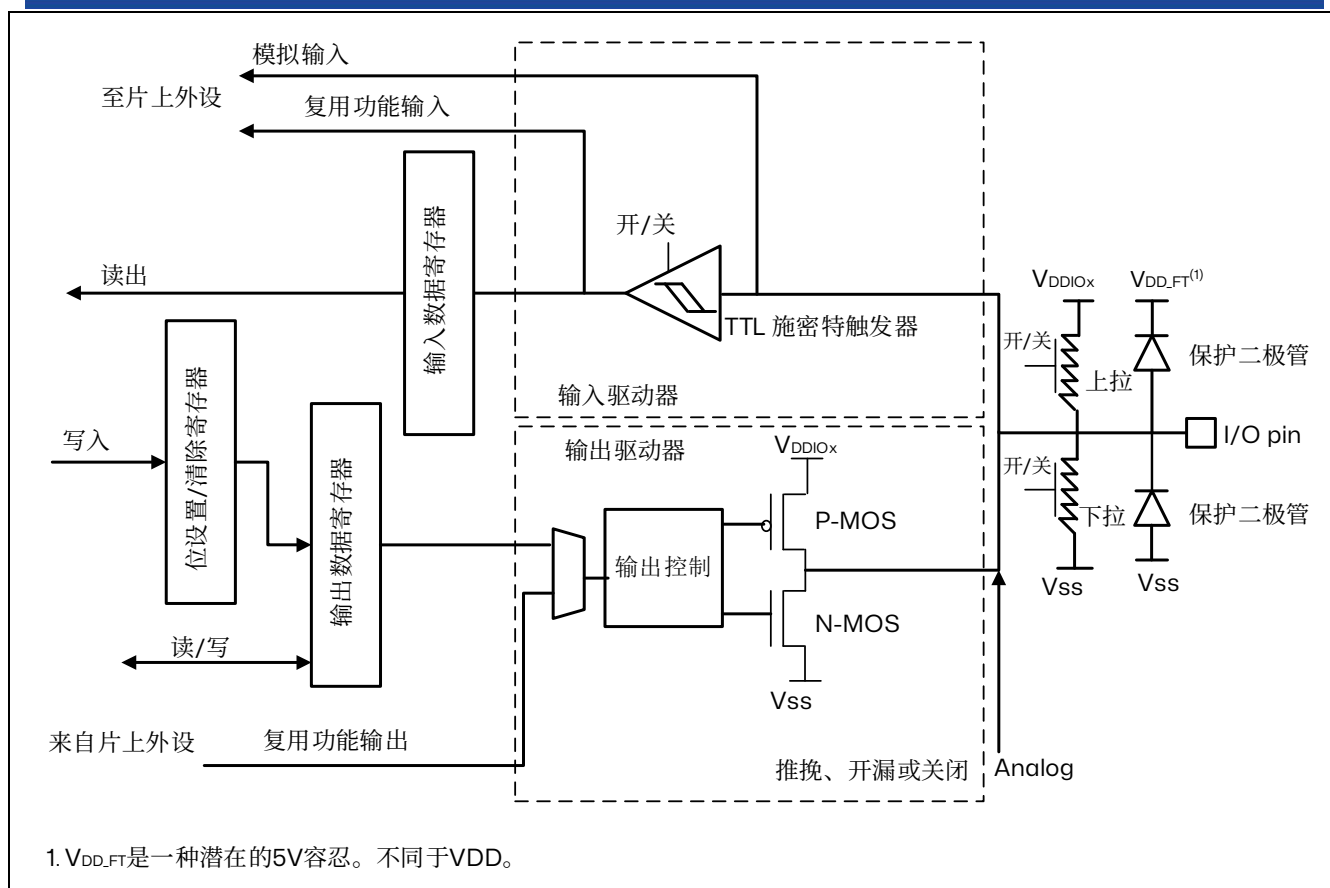 模拟输入
至片上外设
复用功能输入
开/关
输入数据寄存器
读出
TTL 施密特触发器
输入驱动器
VDDIOx
VDD_FT(1)
开/关
上拉
保护二极管
I/O pin
开/关
下拉
保护二极管
Vss
Vss
写入
位设置/清除寄存器
输出数据寄存器
读/写
输出驱动器
VDDIOx
P-MOS
输出控制
N-MOS
Vss
来自片上外设
复用功能输出
推挽、开漏或关闭
Analog
1. VDD_FT是一种潜在的5V容忍。不同于VDD。